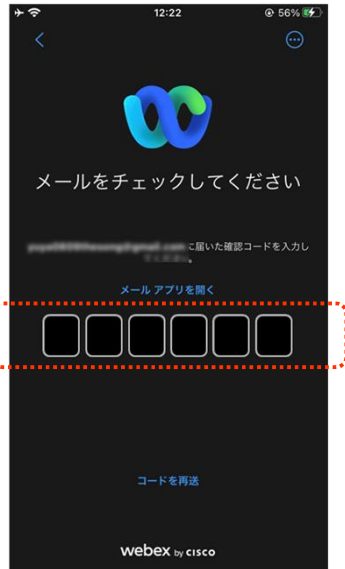 12:22
56%
メールをチェックしてください
に届いた確認コードを入力し
メール アプリを開く
コードを再送
webex by CISCO